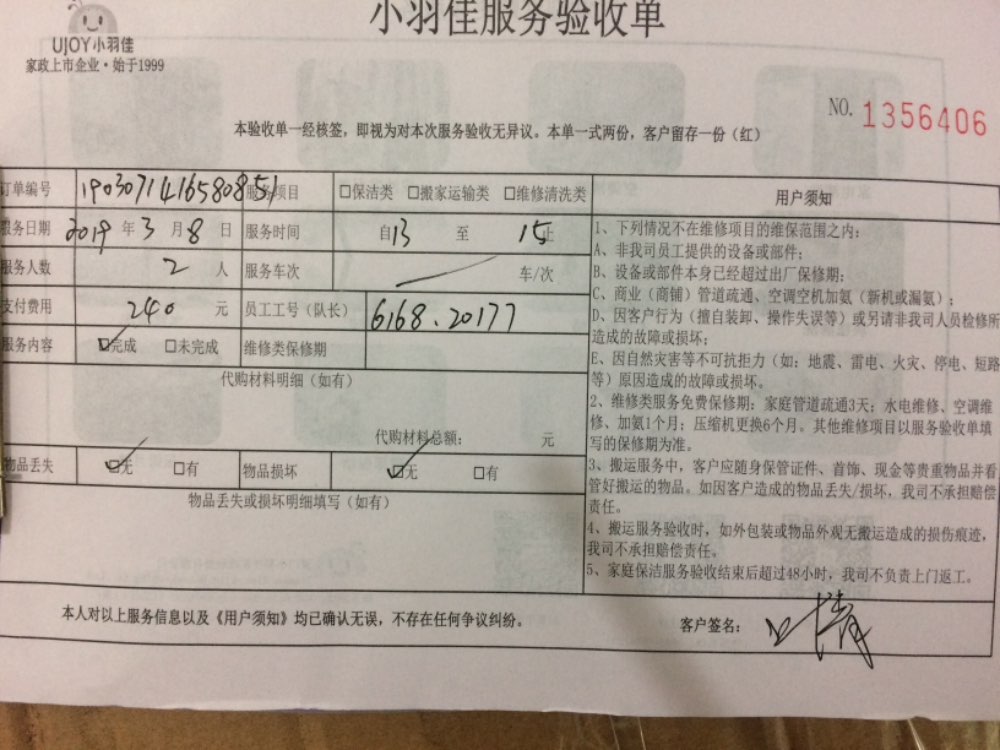 小羽佳服务验收单
UJOY小羽佳
家政上市企业·始于1999
NO. 1356406
本验收单一经核签，即视为对本次服务验收无异议。本单一式两份，客户留存一份（红）
订单编号 1903071416580851 服务项目 □保洁类 □搬家运输类 □维修清洗类
服务日期 2019 年 3 月 8 日 服务时间 自13 至 15止
服务人数 2 人 服务车次 车/次
支付费用 240 元 员工工号（队长） 6168.20177
服务内容 ☑完成 □未完成 维修类保修期
代购材料明细（如有）
代购材料总额： 元
物品丢失 ☑无 □有 物品损坏 ☑无 □有
物品丢失或损坏明细填写（如有）
用户须知
1、下列情况不在维修项目的维保范围之内：
A、非我司员工提供的设备或部件；
B、设备或部件本身已经超过出厂保修期；
C、商业（商铺）管道疏通、空调空机加氨（新机或漏氨）；
D、因客户行为（擅自装卸、操作失误等）或另请非我司人员检修所
造成的故障或损坏；
E、因自然灾害等不可抗拒力（如：地震、雷电、火灾、停电、短路
等）原因造成的故障或损坏。
2、维修类服务免费保修期：家庭管道疏通3天；水电维修、空调维
修、加氨1个月；压缩机更换6个月。其他维修项目以服务验收单填
写的保修期为准。
3、搬运服务中，客户应随身保管证件、首饰、现金等贵重物品并看
管好搬运的物品。如因客户造成的物品丢失/损坏，我司不承担赔偿
责任。
4、搬运服务验收时，如外包装或物品外观无搬运造成的损伤痕迹，
我司不承担赔偿责任。
5、家庭保洁服务验收结束后超过48小时，我司不负责上门返工。
本人对以上服务信息以及《用户须知》均已确认无误，不存在任何争议纠纷。
客户签名：